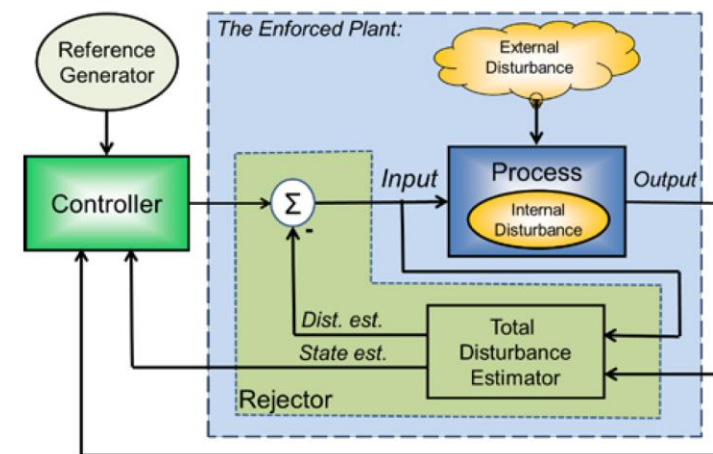 The Enforced Plant:
Reference
Generator
External
Disturbance
Controller
Σ
-
Input
Process
Internal
Disturbance
Output
Dist. est.
State est.
Total
Disturbance
Estimator
Rejector